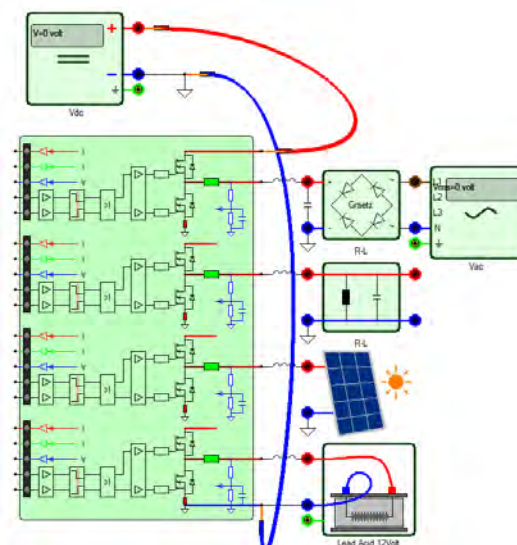 V=0 volt
Vdc
I
I
V
Graetz
R-L
Vrms=0 volt
L1
L2
L3
N
Vac
I
I
V
R-L
I
I
V
I
I
V
Lead Acid 12Volt